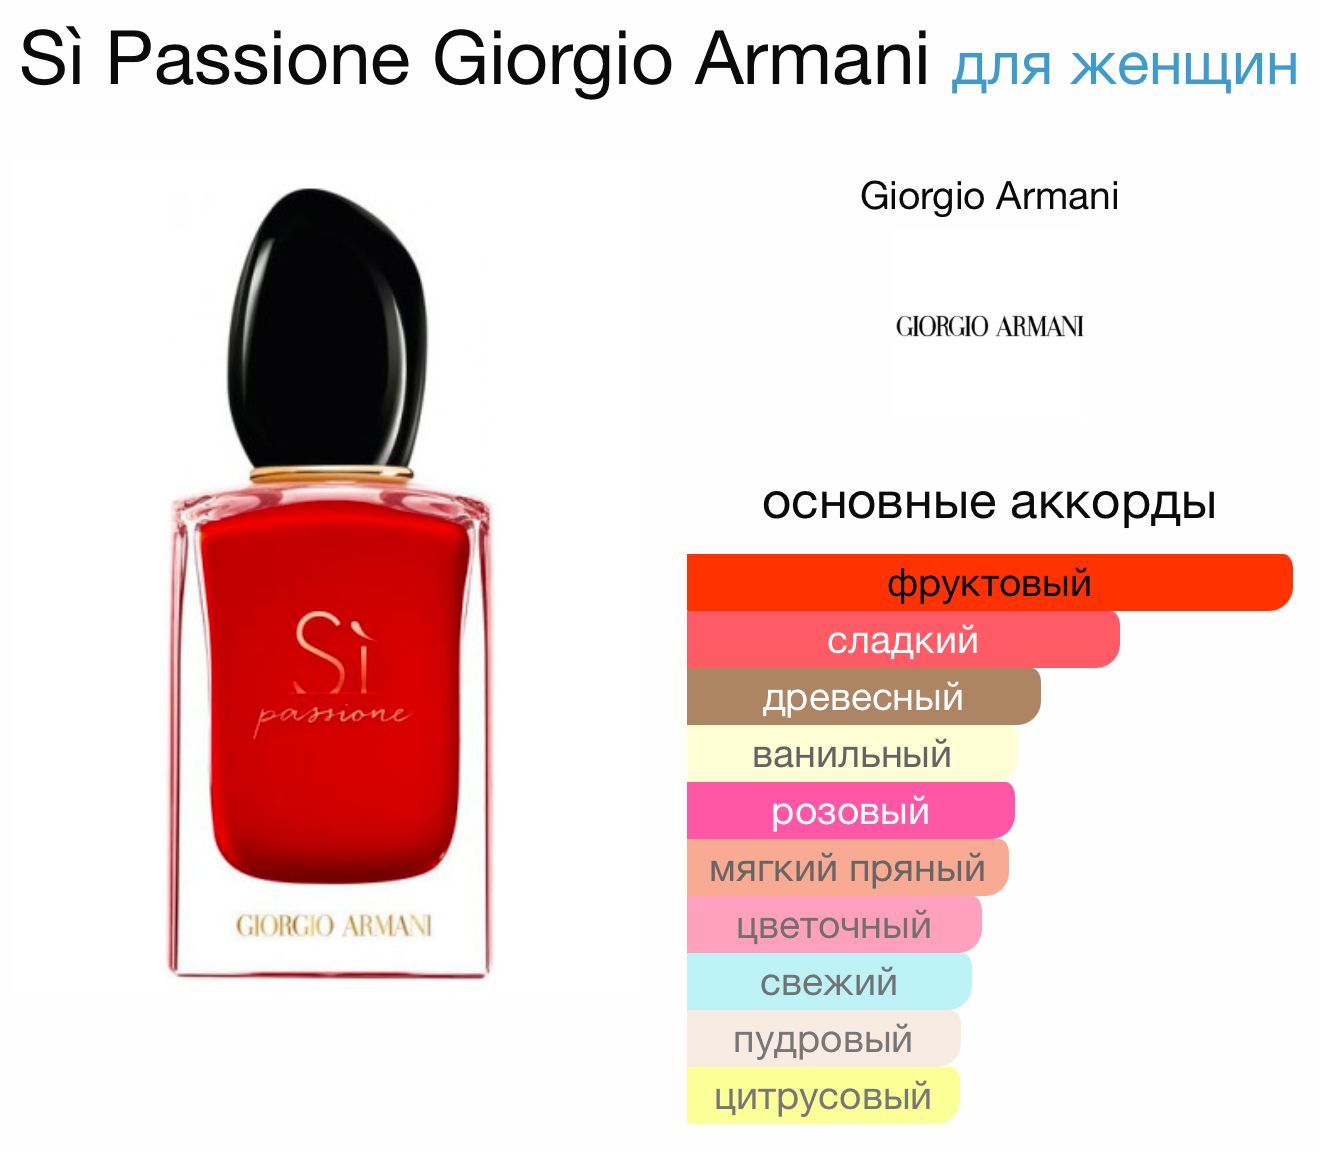 Sì Passione Giorgio Armani для женщин
Giorgio Armani
GIORGIO ARMANI
основные аккорды
фруктовый
сладкий
древесный
ванильный
розовый
мягкий пряный
цветочный
свежий
пудровый
цитрусовый
Sì
passione
GIORGIO ARMANI